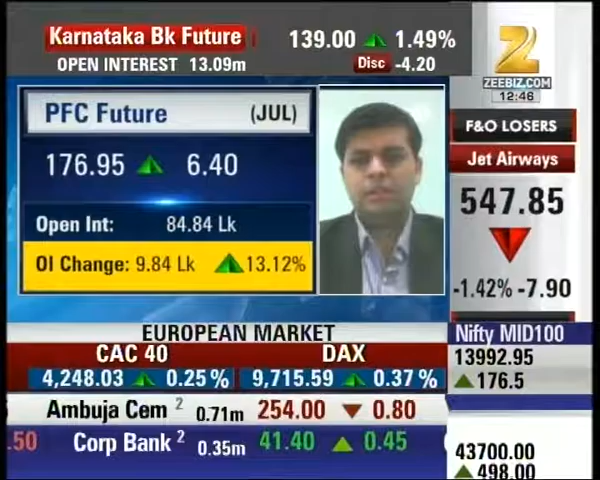 Karnataka Bk Future 139.00 1.49%
OPEN INTEREST 13.09m Disc -4.20
Z
ZEEBIZ.COM
12:46
PFC Future (JUL)
176.95 6.40
Open Int: 84.84 Lk
OI Change: 9.84 Lk 13.12%
F&O LOSERS
Jet Airways
547.85
-1.42% -7.90
EUROPEAN MARKET
CAC 40 DAX
4,248.03 0.25% 9,715.59 0.37%
Nifty MID100
13992.95
176.5
Ambuja Cem 2 0.71m 254.00 0.80
.50 Corp Bank 2 0.35m 41.40 0.45
43700.00
498.00